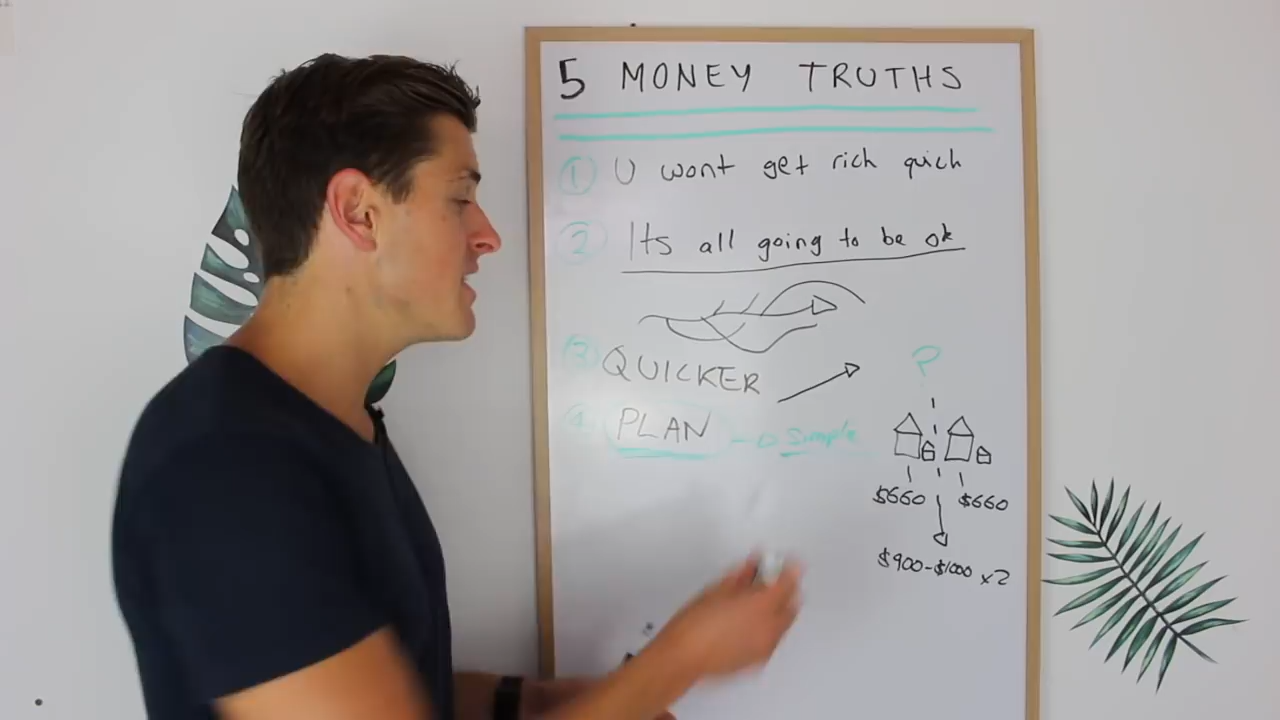 5 MONEY TRUTHS
1 U wont get rich quich
2 Its all going to be ok
3 QUICKER
?
4 PLAN → Simple
$660 $660
$900-$1000 x2